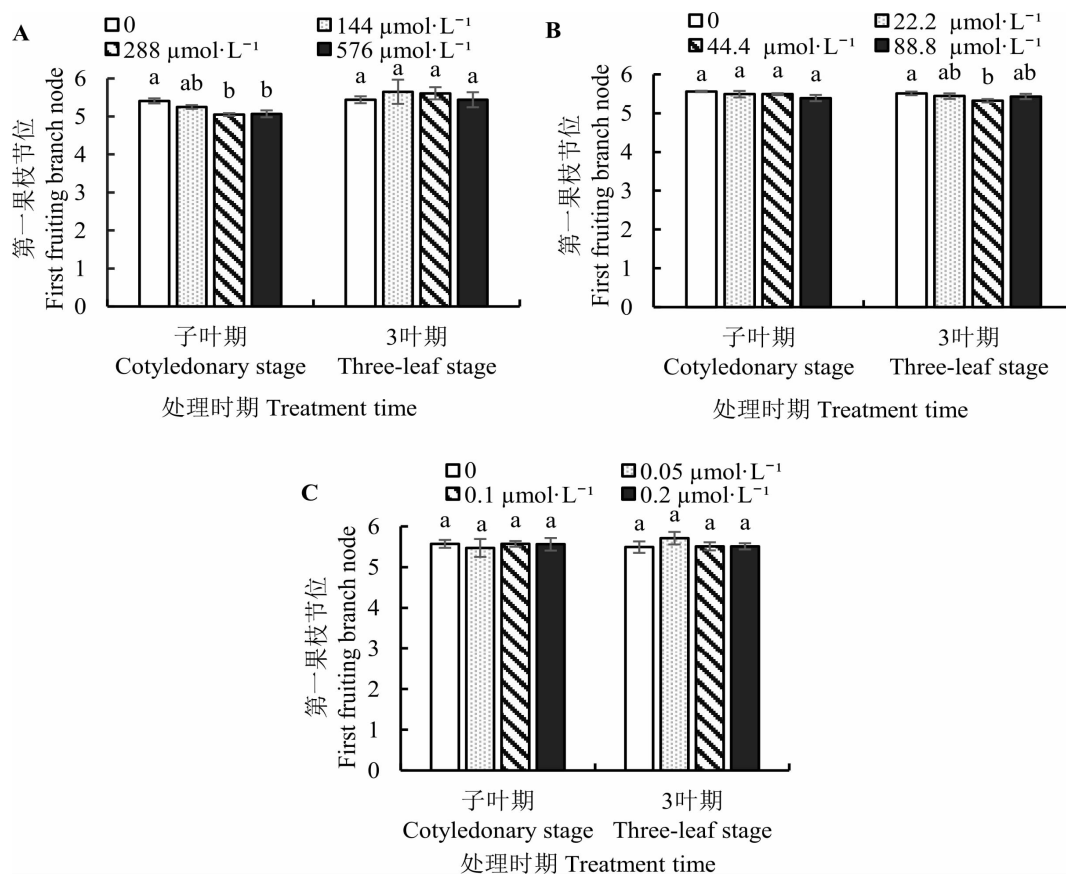 A
0
144 μmol·L⁻¹
288 μmol·L⁻¹
576 μmol·L⁻¹
a ab b b a a a a
第一果枝节位
First fruiting branch node
6
5
4
3
2
1
0
子叶期 3叶期
Cotyledonary stage Three-leaf stage
处理时期 Treatment time
B
0
22.2 μmol·L⁻¹
44.4 μmol·L⁻¹
88.8 μmol·L⁻¹
a a a a a ab b ab
第一果枝节位
First fruiting branch node
6
5
4
3
2
1
0
子叶期 3叶期
Cotyledonary stage Three-leaf stage
处理时期 Treatment time
C
0
0.05 μmol·L⁻¹
0.1 μmol·L⁻¹
0.2 μmol·L⁻¹
a a a a a a a a
第一果枝节位
First fruiting branch node
6
5
4
3
2
1
0
子叶期 3叶期
Cotyledonary stage Three-leaf stage
处理时期 Treatment time